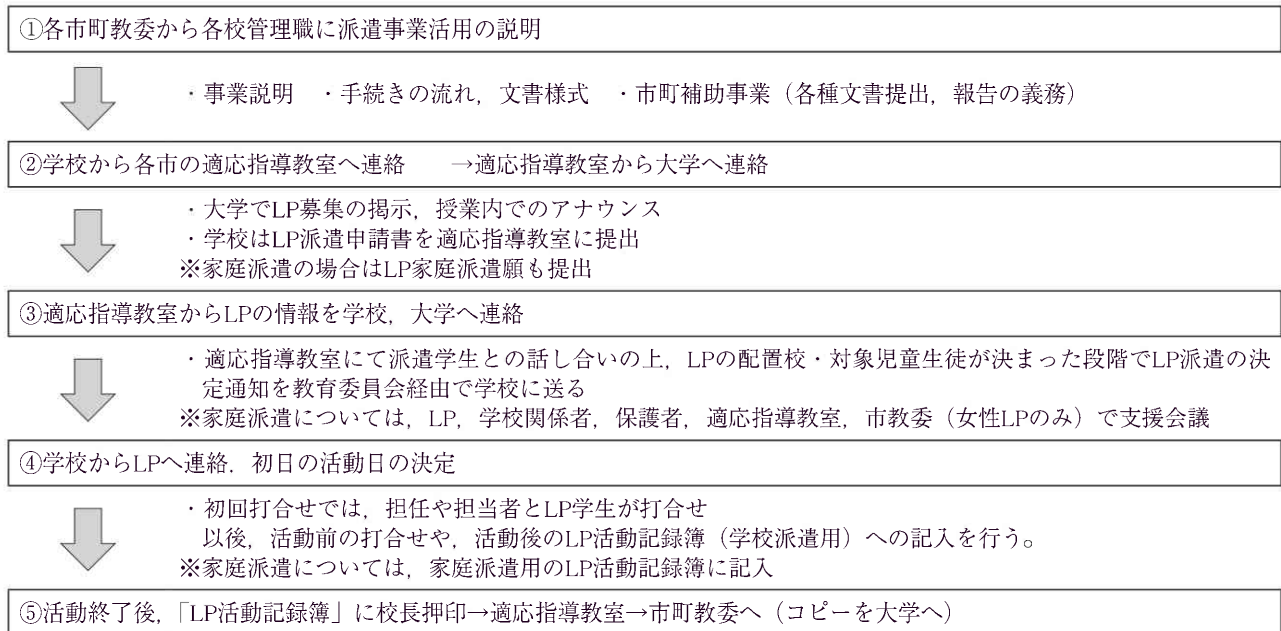 ①各市町教委から各校管理職に派遣事業活用の説明
・事業説明　・手続きの流れ，文書様式　・市町補助事業（各種文書提出，報告の義務）
②学校から各市の適応指導教室へ連絡　　→適応指導教室から大学へ連絡
・大学でLP募集の掲示，授業内でのアナウンス
・学校はLP派遣申請書を適応指導教室に提出
※家庭派遣の場合はLP家庭派遣願も提出
③適応指導教室からLPの情報を学校，大学へ連絡
・適応指導教室にて派遣学生との話し合いの上，LPの配置校・対象児童生徒が決まった段階でLP派遣の決
定通知を教育委員会経由で学校に送る
※家庭派遣については，LP，学校関係者，保護者，適応指導教室，市教委（女性LPのみ）で支援会議
④学校からLPへ連絡，初日の活動日の決定
・初回打合せでは，担任や担当者とLP学生が打合せ
以後，活動前の打合せや，活動後のLP活動記録簿（学校派遣用）への記入を行う。
※家庭派遣については，家庭派遣用のLP活動記録簿に記入
⑤活動終了後，「LP活動記録簿」に校長押印→適応指導教室→市町教委へ（コピーを大学へ）